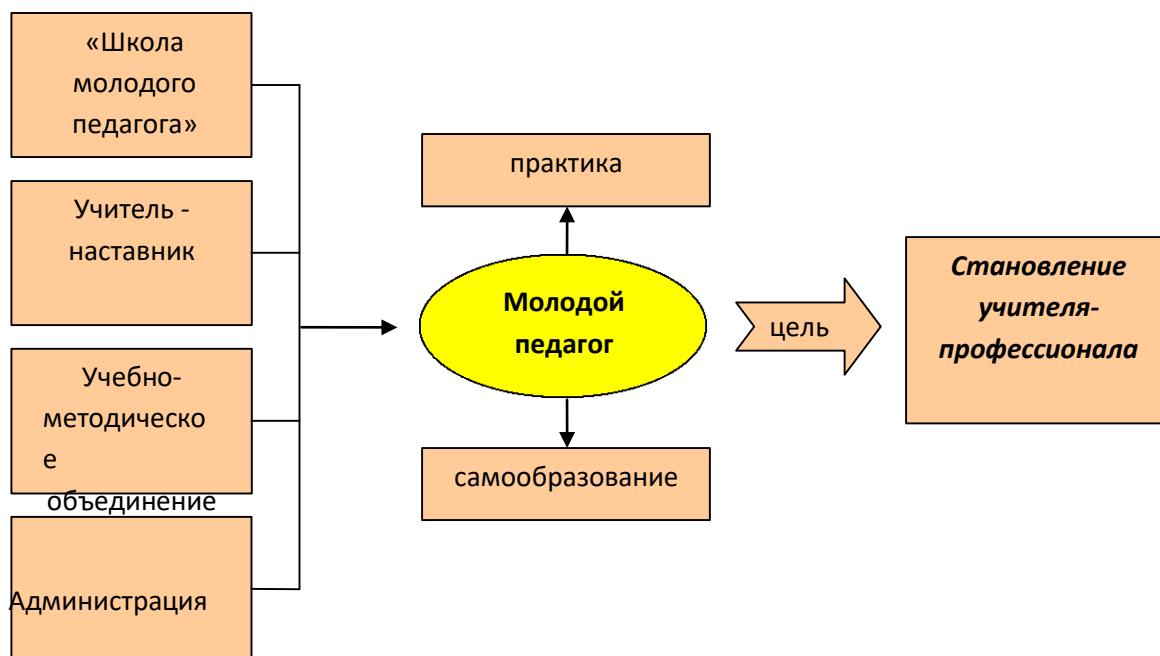 «Школа
молодого
педагога»
Учитель -
наставник
Учебно-
методическо
е
объединение
Администрация
практика
Молодой
педагог
самообразование
цель
Становление
учителя-
профессионала